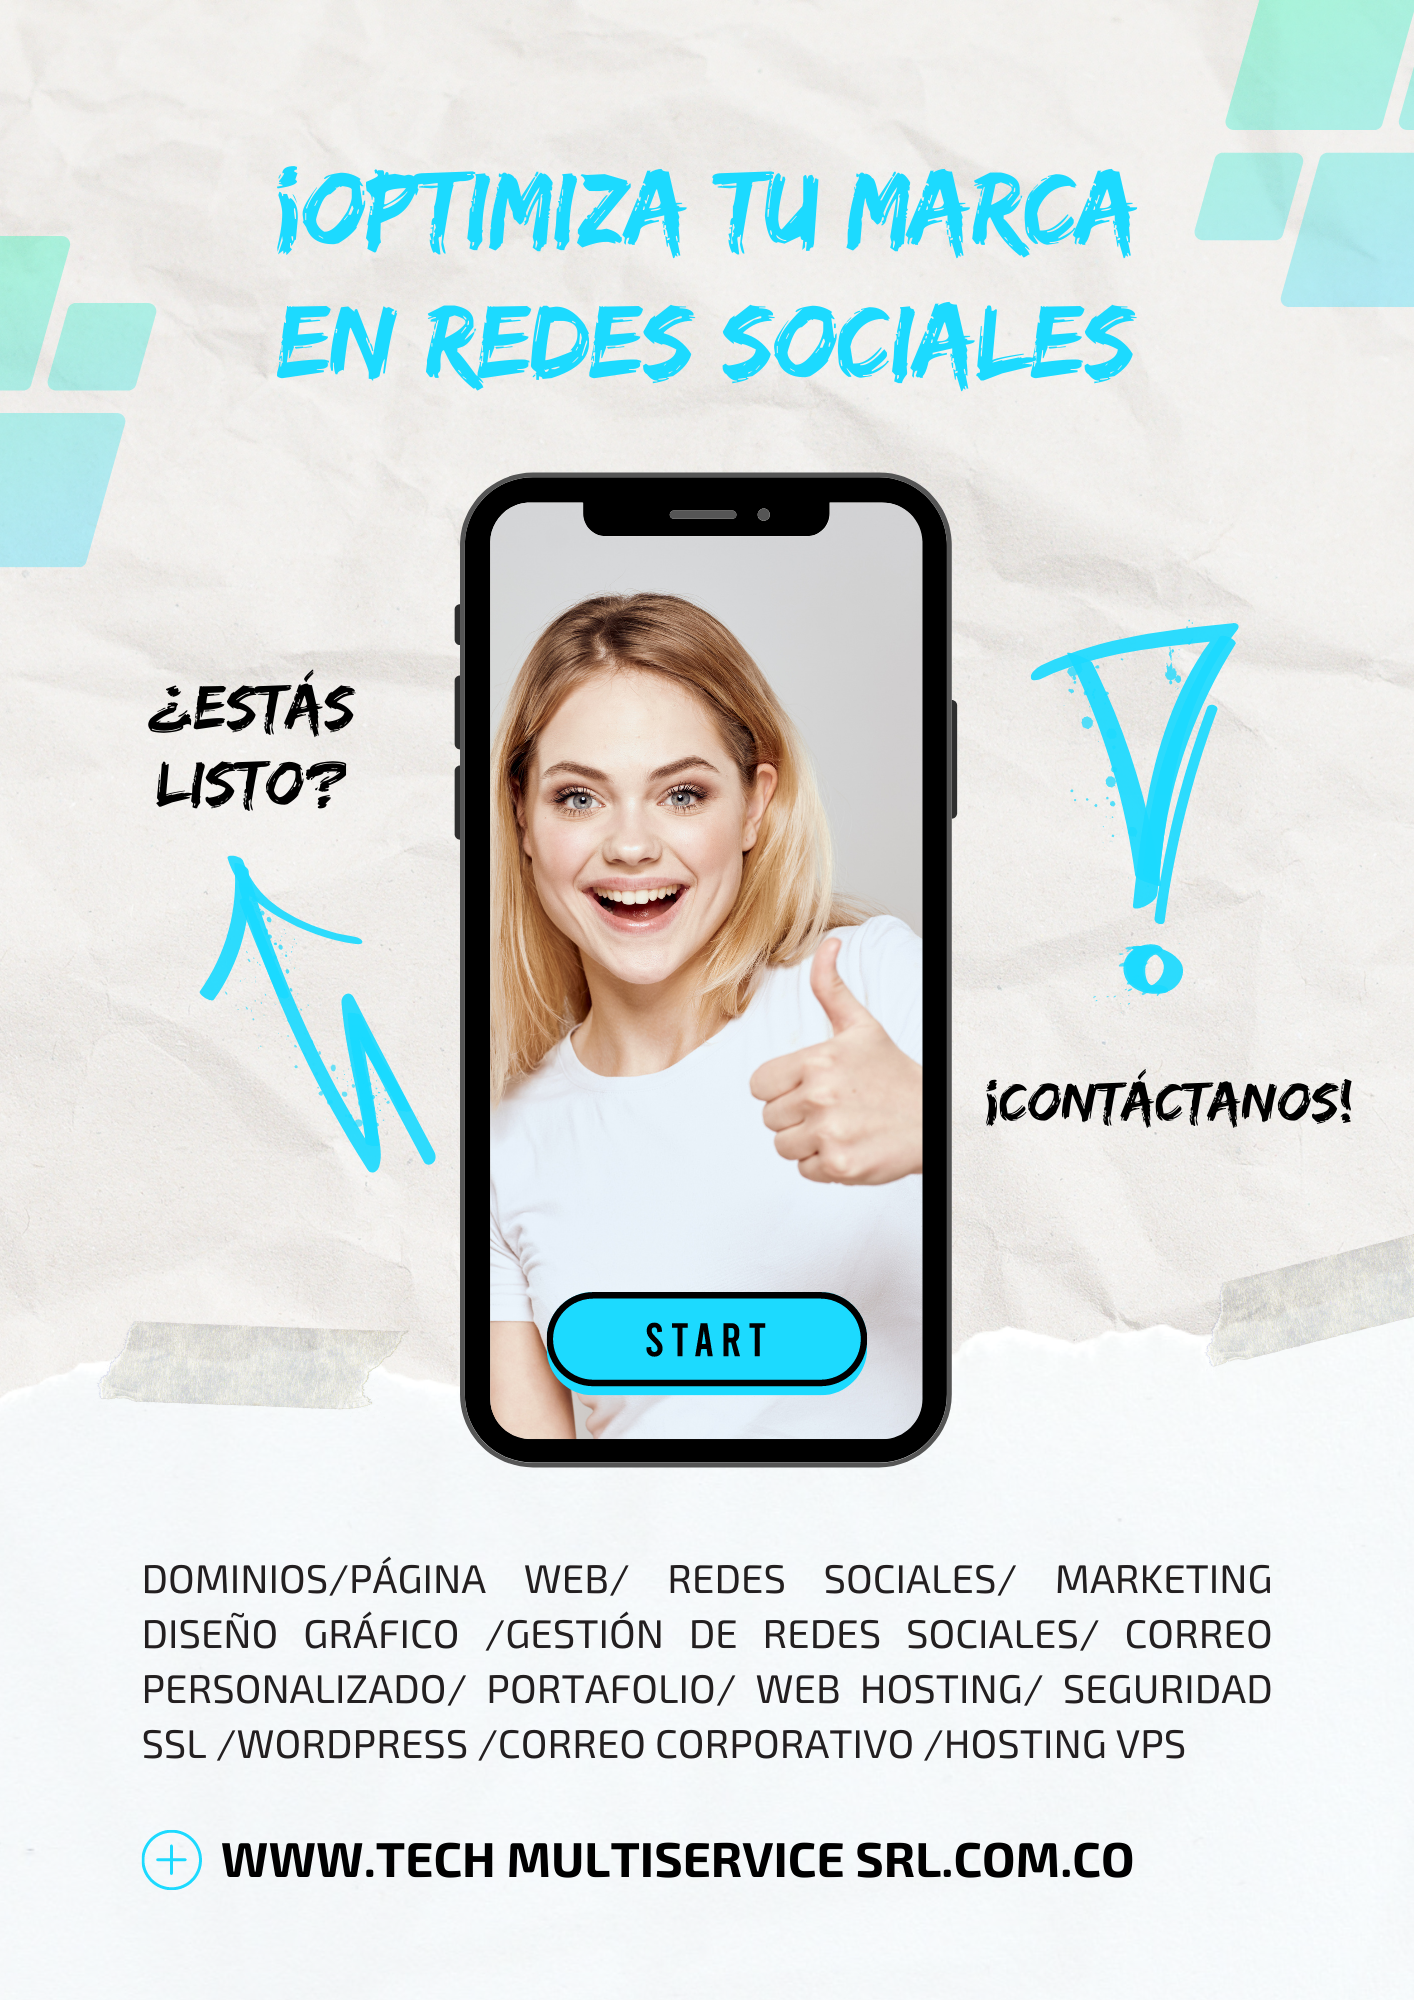 ¡OPTIMIZA TU MARCA
EN REDES SOCIALES
¿ESTÁS
LISTO?
¡CONTÁCTANOS!
START
DOMINIOS/PÁGINA WEB/ REDES SOCIALES/ MARKETING
DISEÑO GRÁFICO /GESTIÓN DE REDES SOCIALES/ CORREO
PERSONALIZADO/ PORTAFOLIO/ WEB HOSTING/ SEGURIDAD
SSL /WORDPRESS /CORREO CORPORATIVO /HOSTING VPS
WWW.TECH MULTISERVICE SRL.COM.CO